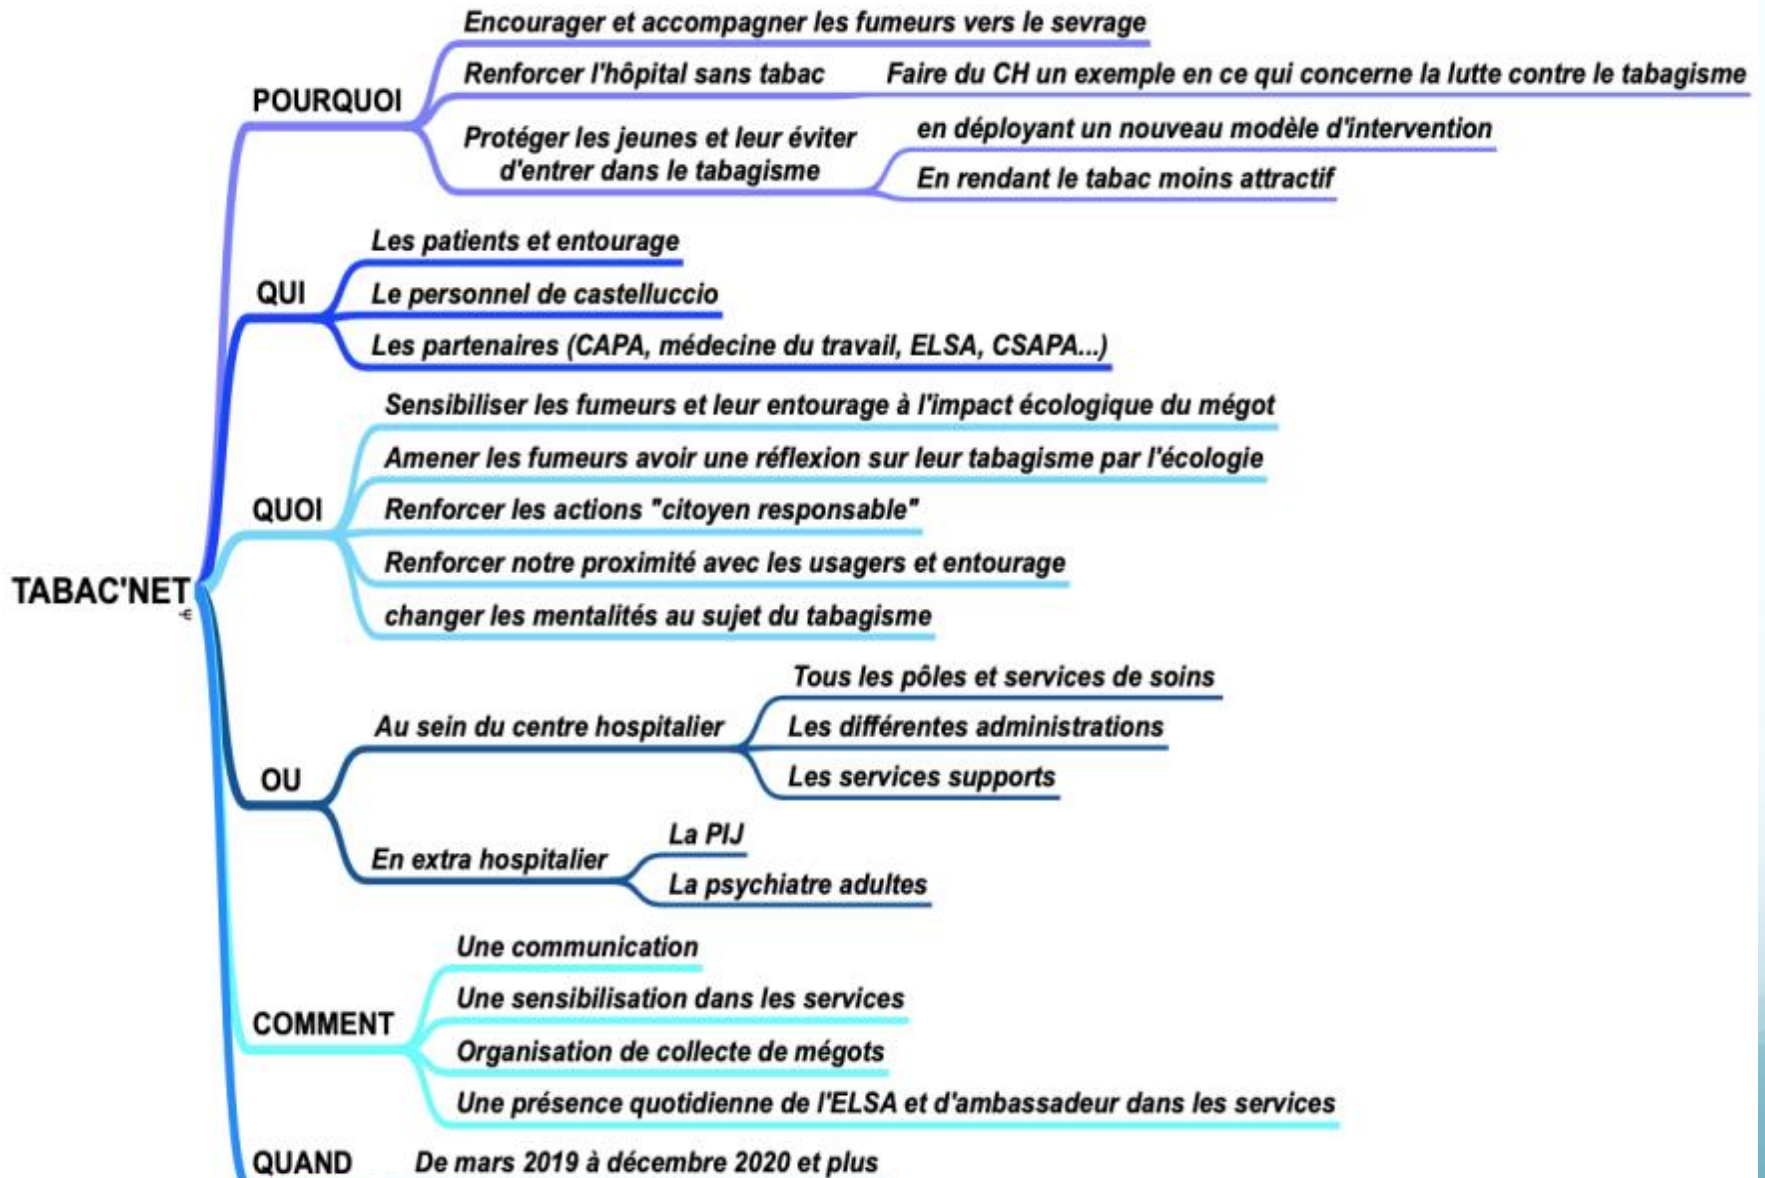 Encourager et accompagner les fumeurs vers le sevrage
POURQUOI
Renforcer l'hôpital sans tabac
Faire du CH un exemple en ce qui concerne la lutte contre le tabagisme
Protéger les jeunes et leur éviter
d'entrer dans le tabagisme
en déployant un nouveau modèle d'intervention
En rendant le tabac moins attractif
QUI
Les patients et entourage
Le personnel de castelluccio
Les partenaires (CAPA, médecine du travail, ELSA, CSAPA...)
QUOI
Sensibiliser les fumeurs et leur entourage à l'impact écologique du mégot
Amener les fumeurs avoir une réflexion sur leur tabagisme par l'écologie
Renforcer les actions "citoyen responsable"
Renforcer notre proximité avec les usagers et entourage
changer les mentalités au sujet du tabagisme
TABAC'NET
OU
Au sein du centre hospitalier
Tous les pôles et services de soins
Les différentes administrations
Les services supports
En extra hospitalier
La PIJ
La psychiatre adultes
COMMENT
Une communication
Une sensibilisation dans les services
Organisation de collecte de mégots
Une présence quotidienne de l'ELSA et d'ambassadeur dans les services
QUAND
De mars 2019 à décembre 2020 et plus